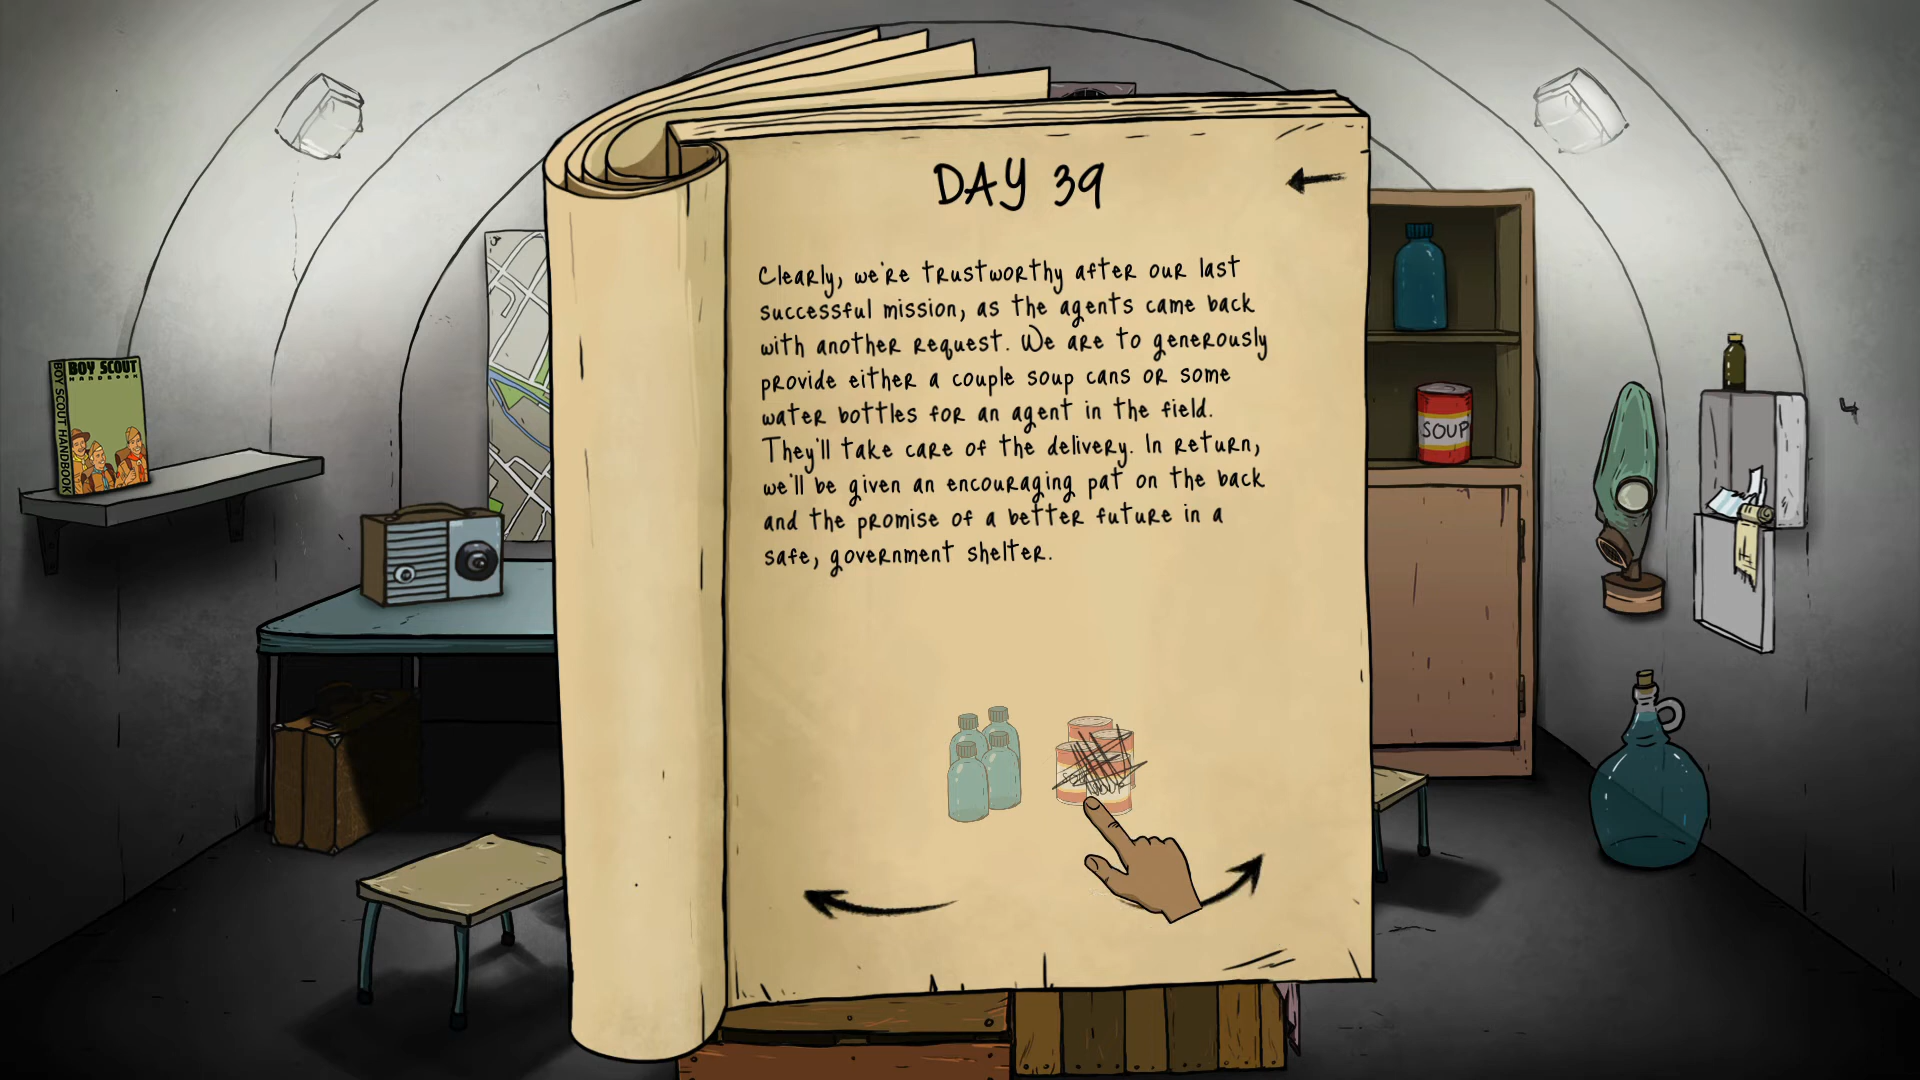 DAY 39
Clearly, we're trustworthy after our last
successful mission, as the agents came back
with another request. We are to generously
provide either a couple soup cans or some
water bottles for an agent in the field.
They'll take care of the delivery. In return,
we'll be given an encouraging pat on the back
and the promise of a better future in a
safe, government shelter.
BOY SCOUT
HANDBOOK
BOY SCOUT HANDBOOK
SOUP
SOUP